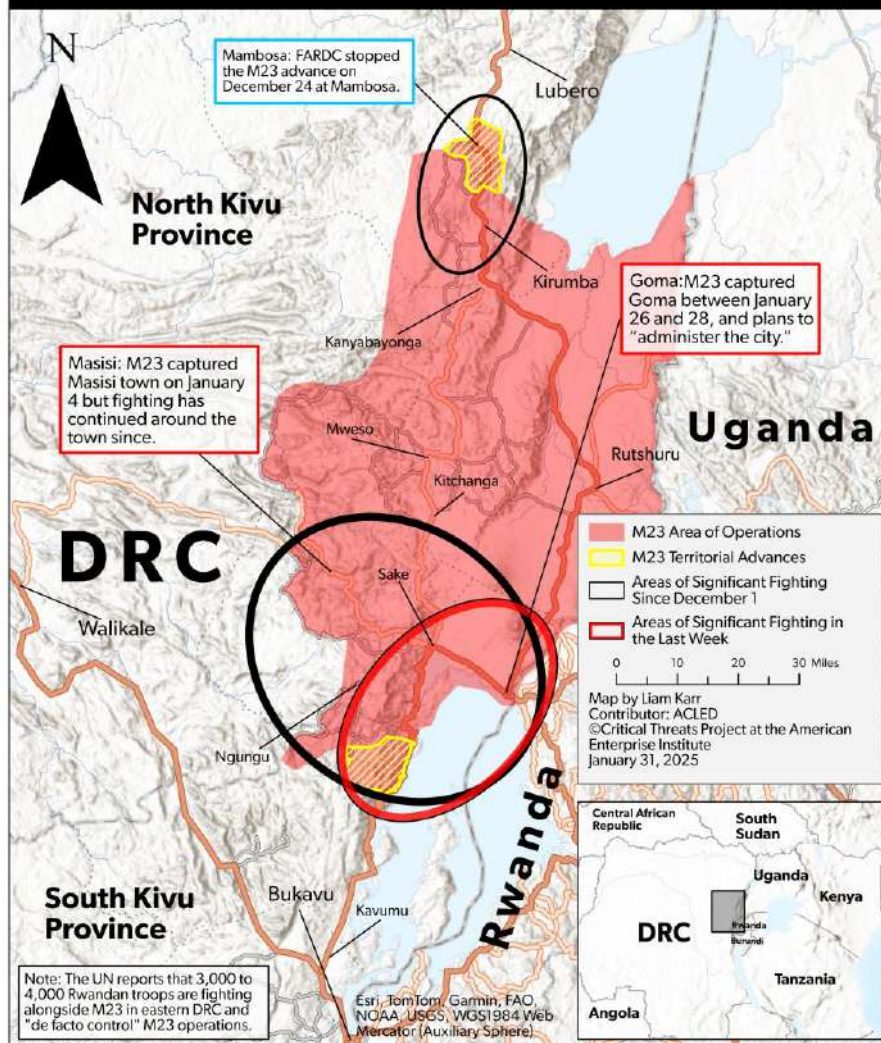 N
Mambosa: FARDC stopped
the M23 advance on
December 24 at Mambosa.
Lubero
North Kivu
Province
Kirumba
Goma:M23 captured
Goma between January
26 and 28, and plans to
“administer the city.”
Kanyabayonga
Masisi: M23 captured
Masisi town on January
4 but fighting has
continued around the
town since.
Mweso
Uganda
Rutshuru
Kitchanga
DRC
Sake
Walikale
Ngungu
M23 Area of Operations
M23 Territorial Advances
Areas of Significant Fighting
Since December 1
Areas of Significant Fighting in
the Last Week
0 10 20 30 Miles
Map by Liam Karr
Contributor: ACLED
©Critical Threats Project at the American
Enterprise Institute
January 31, 2025
Rwanda
South Kivu
Province
Bukavu
Kavumu
Note: The UN reports that 3,000 to
4,000 Rwandan troops are fighting
alongside M23 in eastern DRC and
"de facto control" M23 operations.
Esri, TomTom, Garmin, FAO,
NOAA, USGS, WGS1984 Web
Mercator (Auxiliary Sphere)
Central African
Republic
South
Sudan
Uganda
Kenya
DRC
Rwanda
Burundi
Tanzania
Angola